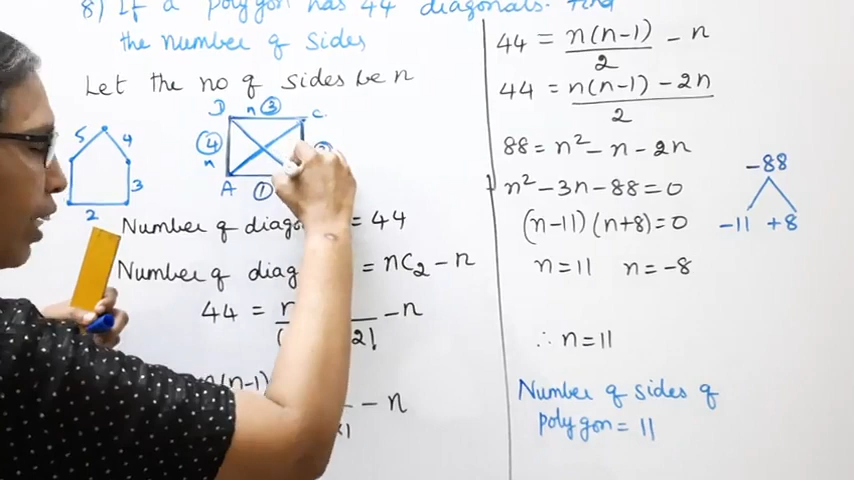 8) If a polygon has 44 diagonals. Find
the number of sides
Let the no of sides be n
5 4 3 2
D n ③ C
④
n
A ①
Number of diag = 44
Number of diag = nC2 - n
44 = - n
2!
n(n-1)
- n
×1
44 = n(n-1)/2 - n
44 = n(n-1) - 2n/2
88 = n² - n - 2n
n² - 3n - 88 = 0
(n-11) (n+8) = 0
n = 11 n = -8
∴ n = 11
Number of sides of
polygon = 11
-88
-11 +8